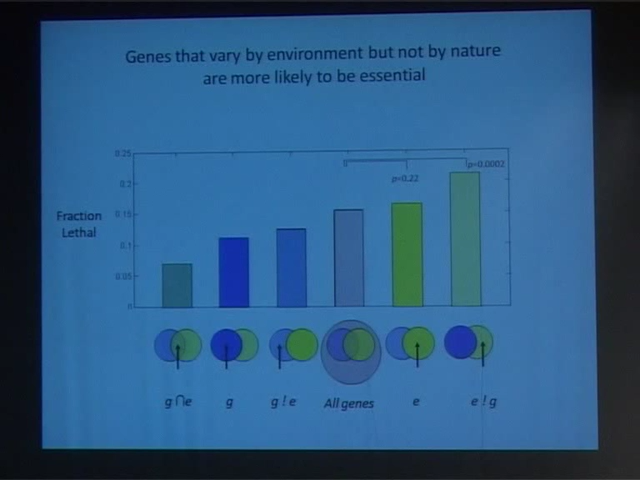 Genes that vary by environment but not by nature
are more likely to be essential
0.25
p=0.0002
p=0.22
0.3
Fraction
Lethal
0.15
0.1
0.05
0
g ∩e
g
g ! e
All genes
e
e ! g